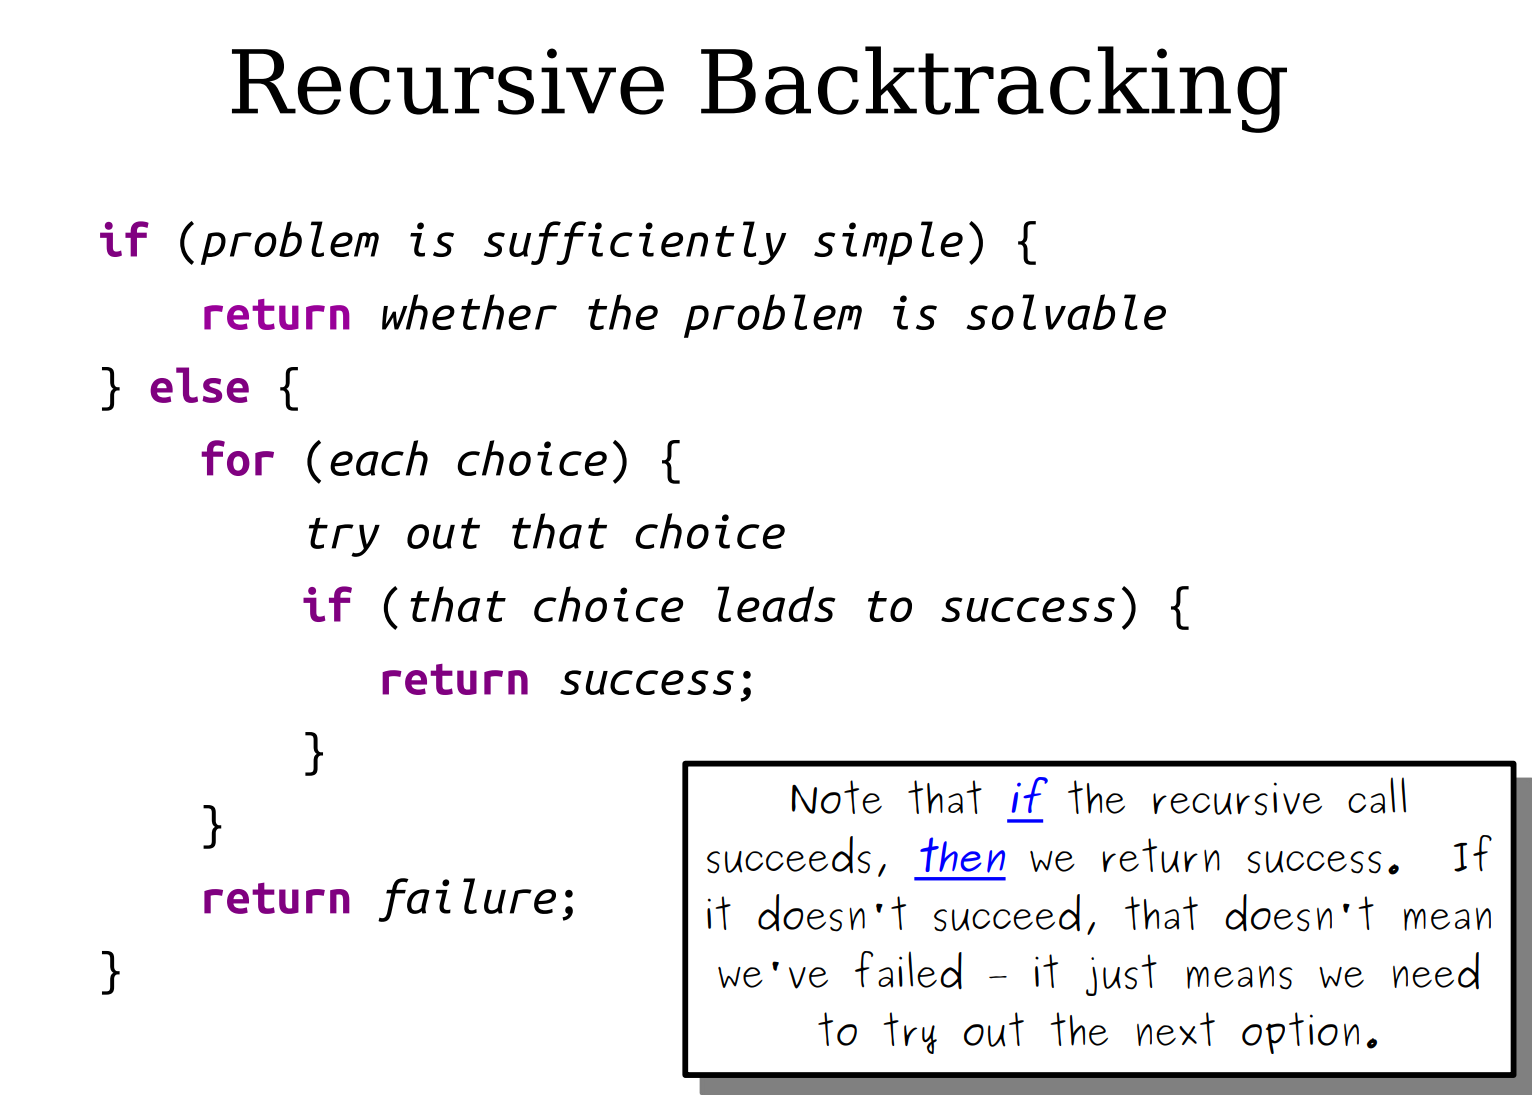 Recursive Backtracking
if (problem is sufficiently simple) {
return whether the problem is solvable
} else {
for (each choice) {
try out that choice
if (that choice leads to success) {
return success;
}
}
return failure;
}
Note that if the recursive call
succeeds, then we return success. If
it doesn't succeed, that doesn't mean
we've failed – it just means we need
to try out the next option.